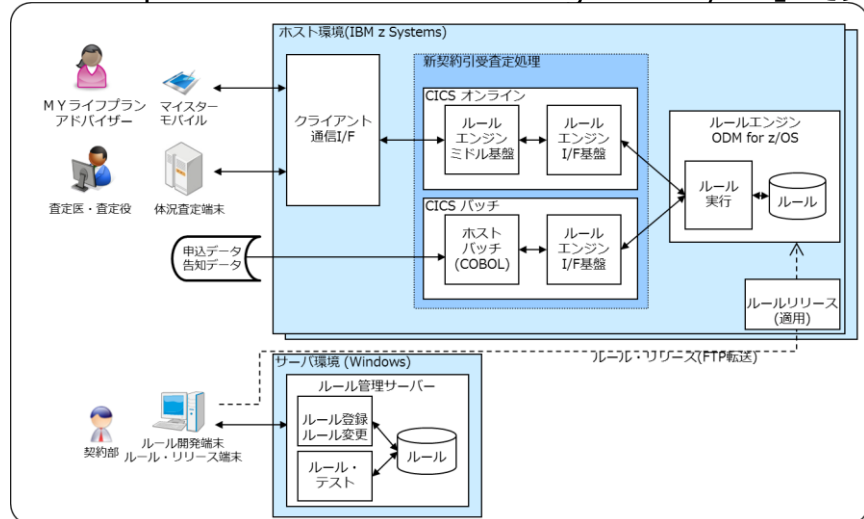 ホスト環境(IBM z Systems)
新契約引受査定処理
CICS オンライン
ルール
エンジン
ミドル基盤
ルール
エンジン
I/F基盤
クライアント
通信I/F
MYライフプラン
アドバイザー
マイスター
モバイル
査定医・査定役
体況査定端末
ルールエンジン
ODM for z/OS
ルール
実行
ルール
CICS バッチ
ホスト
バッチ
(COBOL)
ルール
エンジン
I/F基盤
申込データ
告知データ
ルールリリース
(適用)
ルール・リリース(FTP転送)
サーバ環境 (Windows)
ルール管理サーバー
ルール登録
ルール変更
ルール
ルール・
テスト
契約部
ルール開発端末
ルール・リリース端末